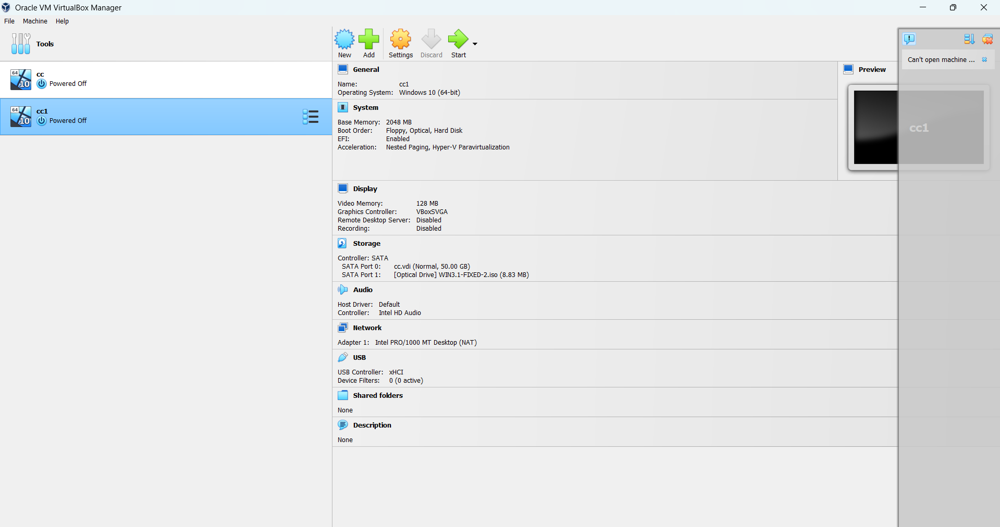 Oracle VM VirtualBox Manager
File Machine Help
Tools
New Add Settings Discard Start
Can't open machine ...
64
10
cc
Powered Off
64
10
cc1
Powered Off
General
Name: cc1
Operating System: Windows 10 (64-bit)
Preview
cc1
System
Base Memory: 2048 MB
Boot Order: Floppy, Optical, Hard Disk
EFI: Enabled
Acceleration: Nested Paging, Hyper-V Paravirtualization
Display
Video Memory: 128 MB
Graphics Controller: VBoxSVGA
Remote Desktop Server: Disabled
Recording: Disabled
Storage
Controller: SATA
SATA Port 0: cc.vdi (Normal, 50.00 GB)
SATA Port 1: [Optical Drive] WIN3.1-FIXED-2.iso (8.83 MB)
Audio
Host Driver: Default
Controller: Intel HD Audio
Network
Adapter 1: Intel PRO/1000 MT Desktop (NAT)
USB
USB Controller: xHCI
Device Filters: 0 (0 active)
Shared folders
None
Description
None